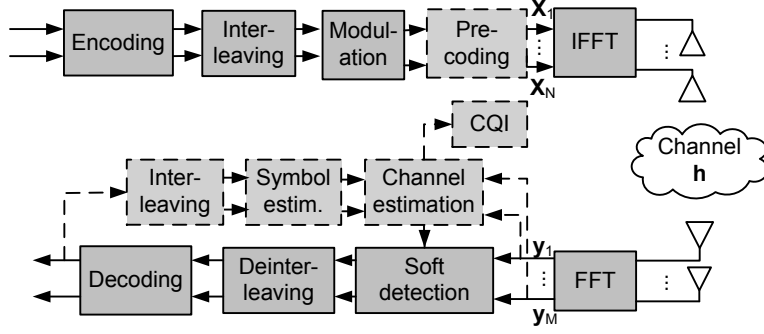 X1
Encoding
Inter-
leaving
Modul-
ation
Pre-
coding
IFFT
XN
CQI
Channel
h
Inter-
leaving
Symbol
estim.
Channel
estimation
Decoding
Deinter-
leaving
Soft
detection
y1
yM
FFT